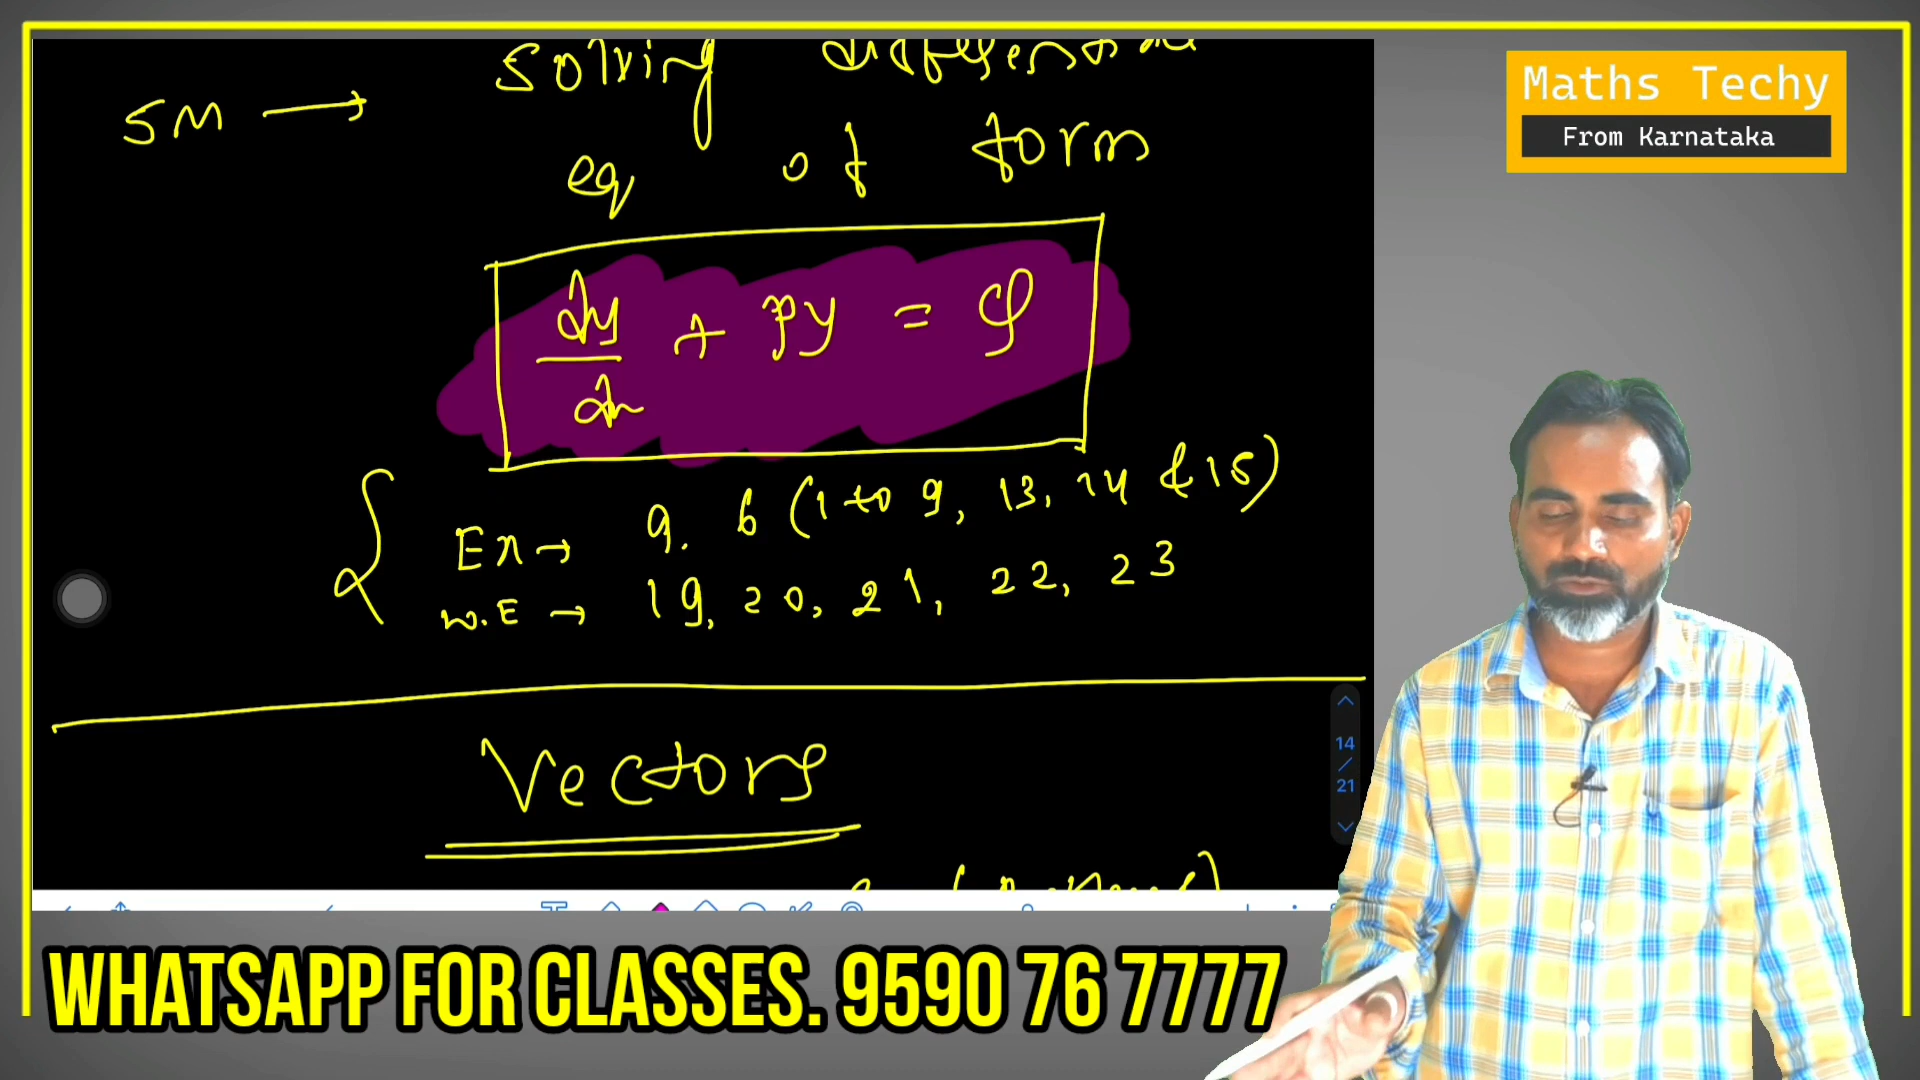 solving differential
5M →
eq of form
dy/dx + py = Q
Ex → 9.6 (1 to 9, 13, 14 & 15)
W.E → 19, 20, 21, 22, 23
Vectors
14
/
21
Maths Techy
From Karnataka
WHATSAPP FOR CLASSES. 9590 76 7777